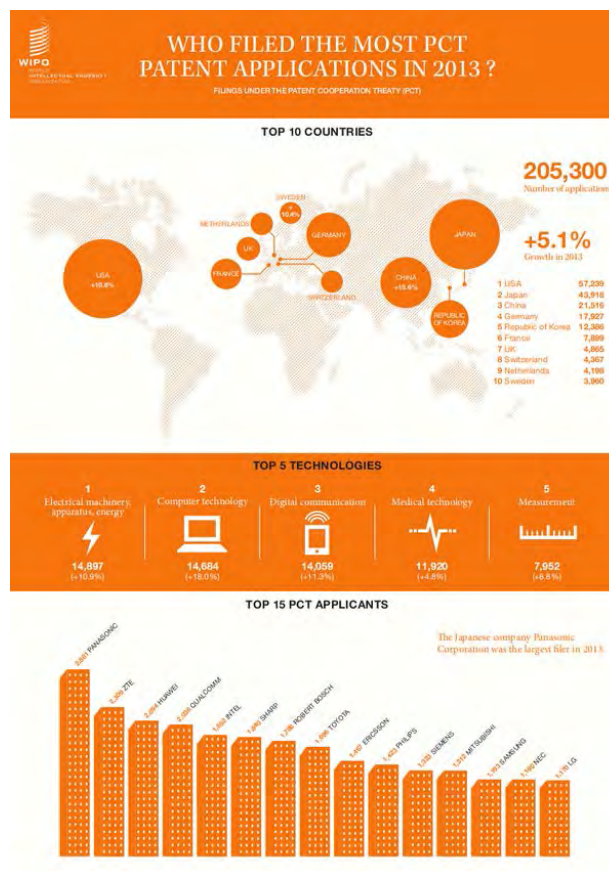 WIPO
WORLD
INTELLECTUAL PROPERTY
ORGANIZATION
WHO FILED THE MOST PCT
PATENT APPLICATIONS IN 2013 ?
FILINGS UNDER THE PATENT COOPERATION TREATY (PCT)
TOP 10 COUNTRIES
205,300
Number of application
+5.1%
Growth in 2013
SWEDEN
+
10.4%
NETHERLANDS
GERMANY
UK
FRANCE
SWITZERLAND
USA
+10.8%
CHINA
+15.6%
JAPAN
REPUBLIC
OF KOREA
1 USA 57,239
2 Japan 43,918
3 China 21,516
4 Germany 17,927
5 Republic of Korea 12,386
6 France 7,899
7 UK 4,865
8 Switzerland 4,367
9 Netherlands 4,198
10 Sweden 3,960
TOP 5 TECHNOLOGIES
1
Electrical machinery,
apparatus, energy
14,897
(+10.9%)
2
Computer technology
14,684
(+18.0%)
3
Digital communication
14,059
(+11.3%)
4
Medical technology
11,920
(+4.8%)
5
Measurement
7,952
TOP 15 PCT APPLICANTS
The Japanese company Panasonic
Corporation was the largest filer in 2013.
PANASONIC
2,309 ZTE
HUAWEI
QUALCOMM
INTEL
SHARP
ROBERT BOSCH
TOYOTA
ERICSSON
PHILIPS
SIEMENS
MITSUBISHI
SAMSUNG
NEC
LG